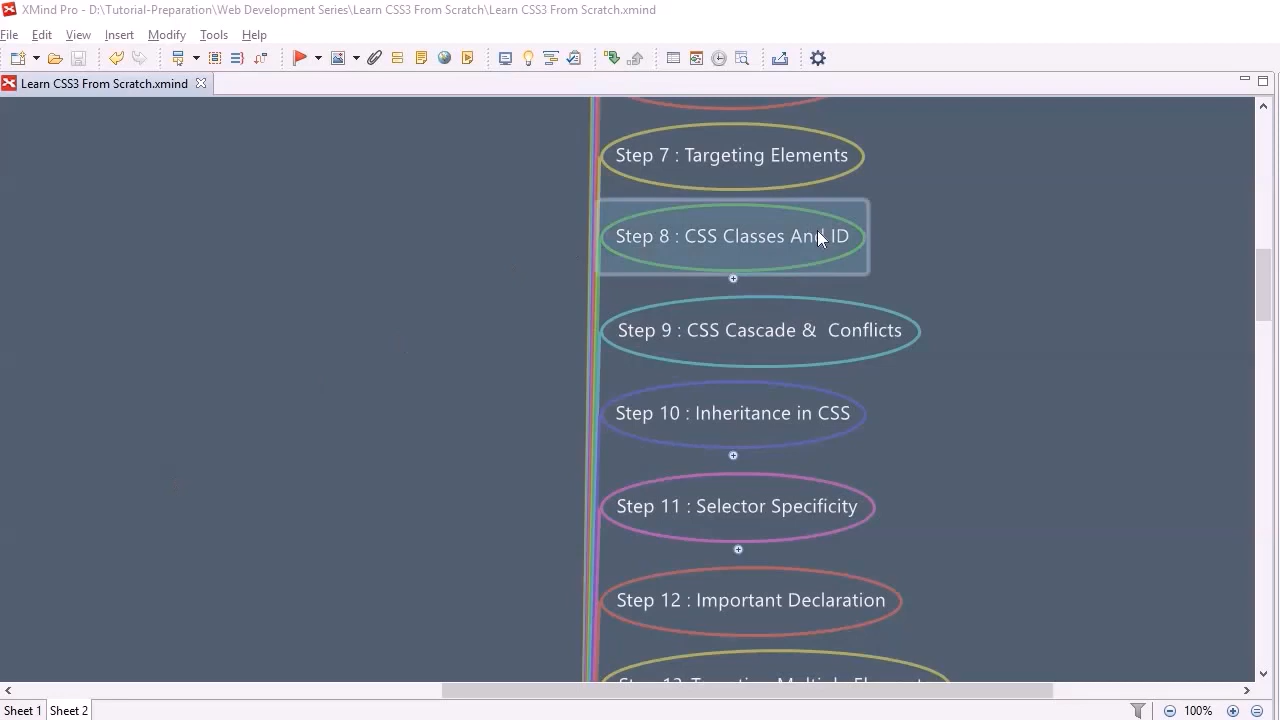 XMind Pro - D:\Tutorial-Preparation\Web Development Series\Learn CSS3 From Scratch\Learn CSS3 From Scratch.xmind
File Edit View Insert Modify Tools Help
Learn CSS3 From Scratch.xmind
Step 7 : Targeting Elements
Step 8 : CSS Classes And ID
Step 9 : CSS Cascade & Conflicts
Step 10 : Inheritance in CSS
Step 11 : Selector Specificity
Step 12 : Important Declaration
Step 13
Sheet 1 Sheet 2 100%